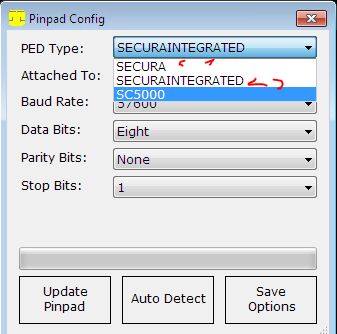 Pinpad Config
PED Type: SECURAINTEGRATED
SECURA
Attached To: SECURAINTEGRATED
SC5000
Baud Rate: 57600
Data Bits: Eight
Parity Bits: None
Stop Bits: 1
Update Pinpad
Auto Detect
Save Options